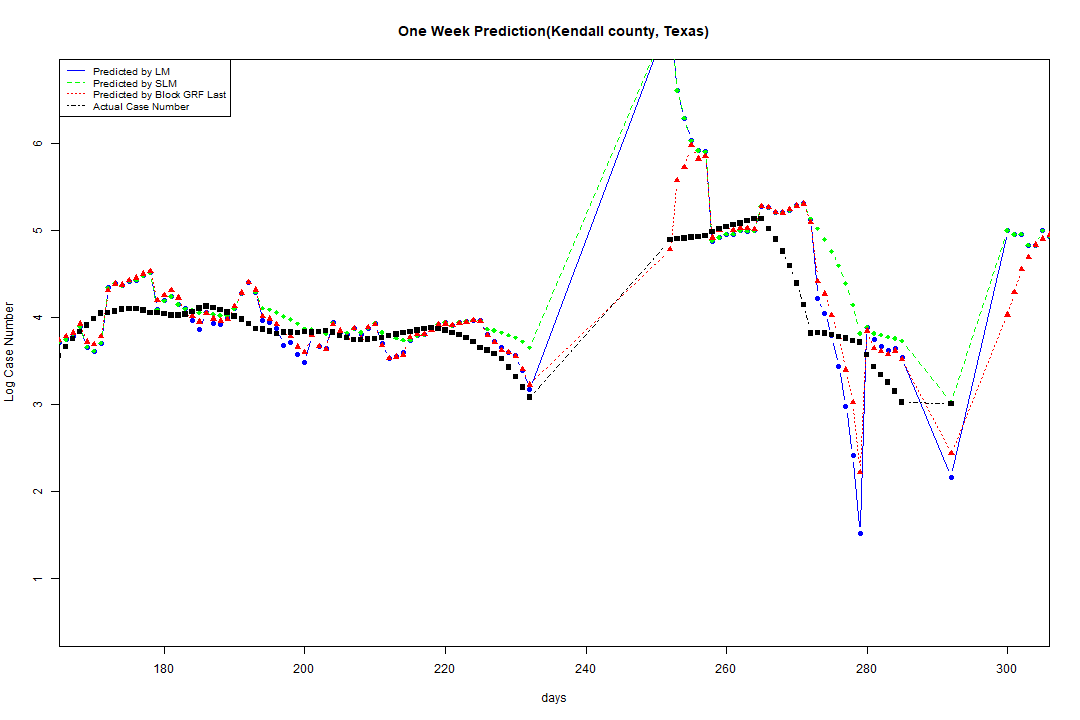 One Week Prediction(Kendall county, Texas)
Predicted by LM
Predicted by SLM
Predicted by Block GRF Last
Actual Case Number
Log Case Number
6
5
4
3
2
1
180 200 220 240 260 280 300
days